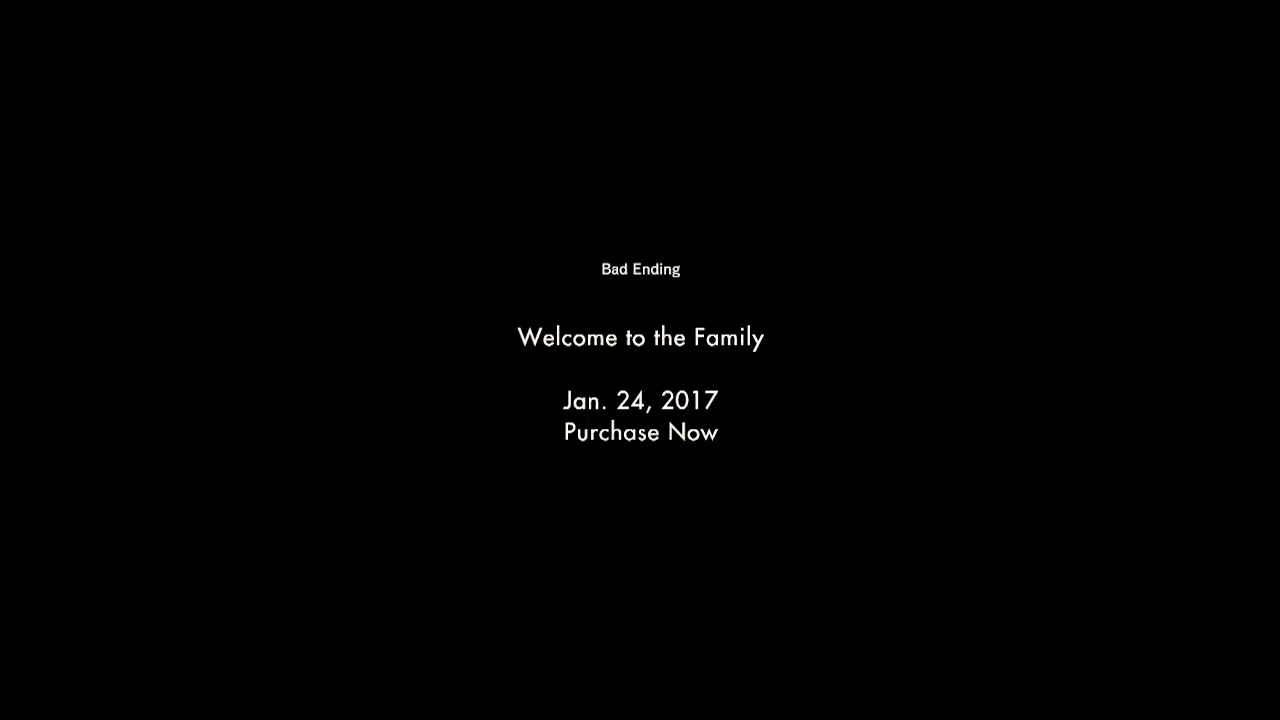 Bad Ending
Welcome to the Family
Jan. 24, 2017
Purchase Now